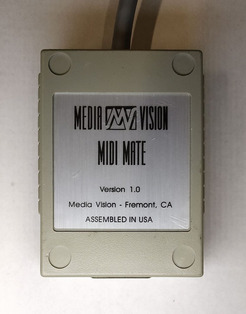 MEDIA VISION
MIDI MATE
Version 1.0
Media Vision - Fremont, CA
ASSEMBLED IN USA